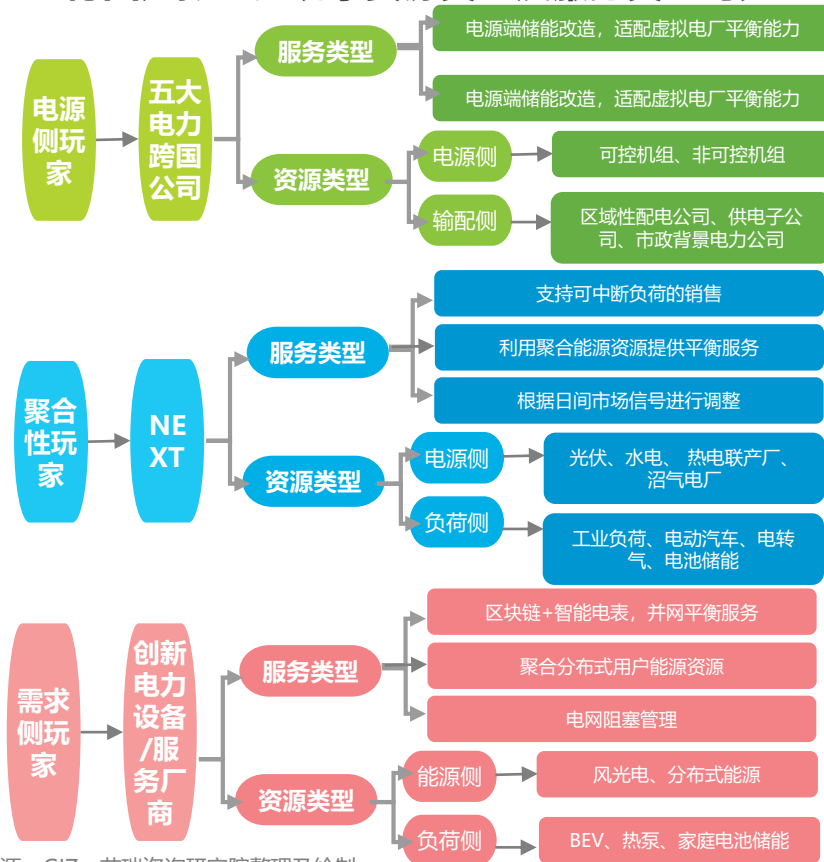 电源
侧玩
家
五大
电力
跨国
公司
服务类型
电源端储能改造，适配虚拟电厂平衡能力
电源端储能改造，适配虚拟电厂平衡能力
资源类型
电源侧
可控机组、非可控机组
输配侧
区域性配电公司、供电子公
司、市政背景电力公司
聚合
性玩
家
NE
XT
服务类型
支持可中断负荷的销售
利用聚合能源资源提供平衡服务
根据日间市场信号进行调整
资源类型
电源侧
光伏、水电、 热电联产厂、
沼气电厂
负荷侧
工业负荷、电动汽车、电转
气、电池储能
需求
侧玩
家
创新
电力
设备
/服
务厂
商
服务类型
区块链+智能电表，并网平衡服务
聚合分布式用户能源资源
电网阻塞管理
资源类型
能源侧
风光电、分布式能源
负荷侧
BEV、热泵、家庭电池储能